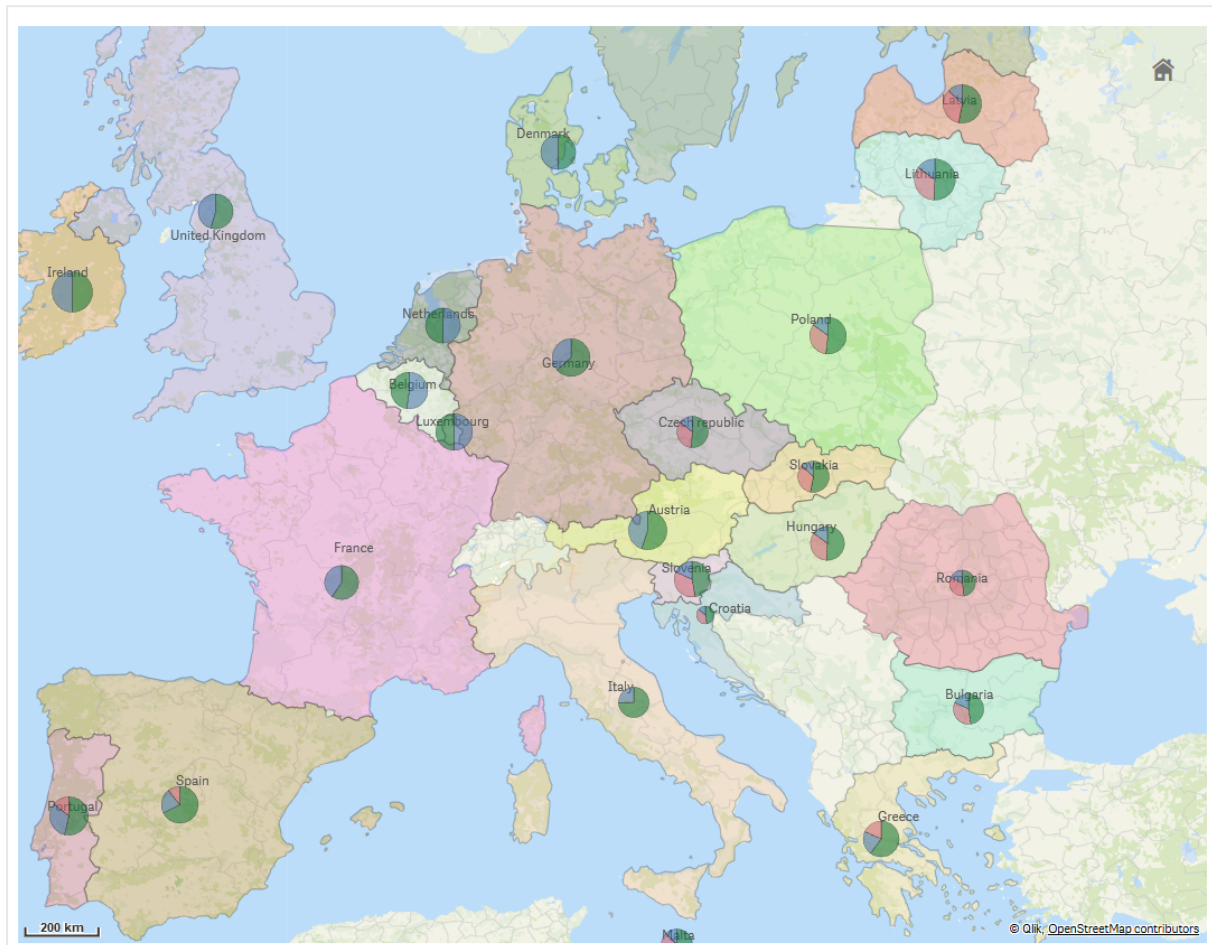 Latvia
Denmark
Lithuania
United Kingdom
Ireland
Netherlands
Poland
Germany
Belgium
Luxembourg
Czech republic
Slovakia
Austria
Hungary
France
Slovenia
Romania
Croatia
Italy
Bulgaria
Spain
Portugal
Greece
200 km
© Qlik, OpenStreetMap contributors
Malta